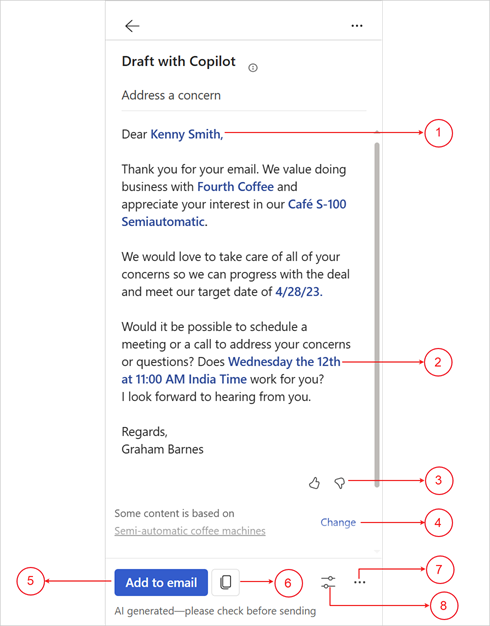 Draft with Copilot
Address a concern
Dear Kenny Smith,
1
Thank you for your email. We value doing
business with Fourth Coffee and
appreciate your interest in our Café S-100
Semiautomatic.
We would love to take care of all of your
concerns so we can progress with the deal
and meet our target date of 4/28/23.
Would it be possible to schedule a
meeting or a call to address your concerns
or questions? Does Wednesday the 12th
2
at 11:00 AM India Time work for you?
I look forward to hearing from you.
Regards,
Graham Barnes
3
Some content is based on
Change
4
Semi-automatic coffee machines
5
Add to email
6
7
8
AI generated—please check before sending